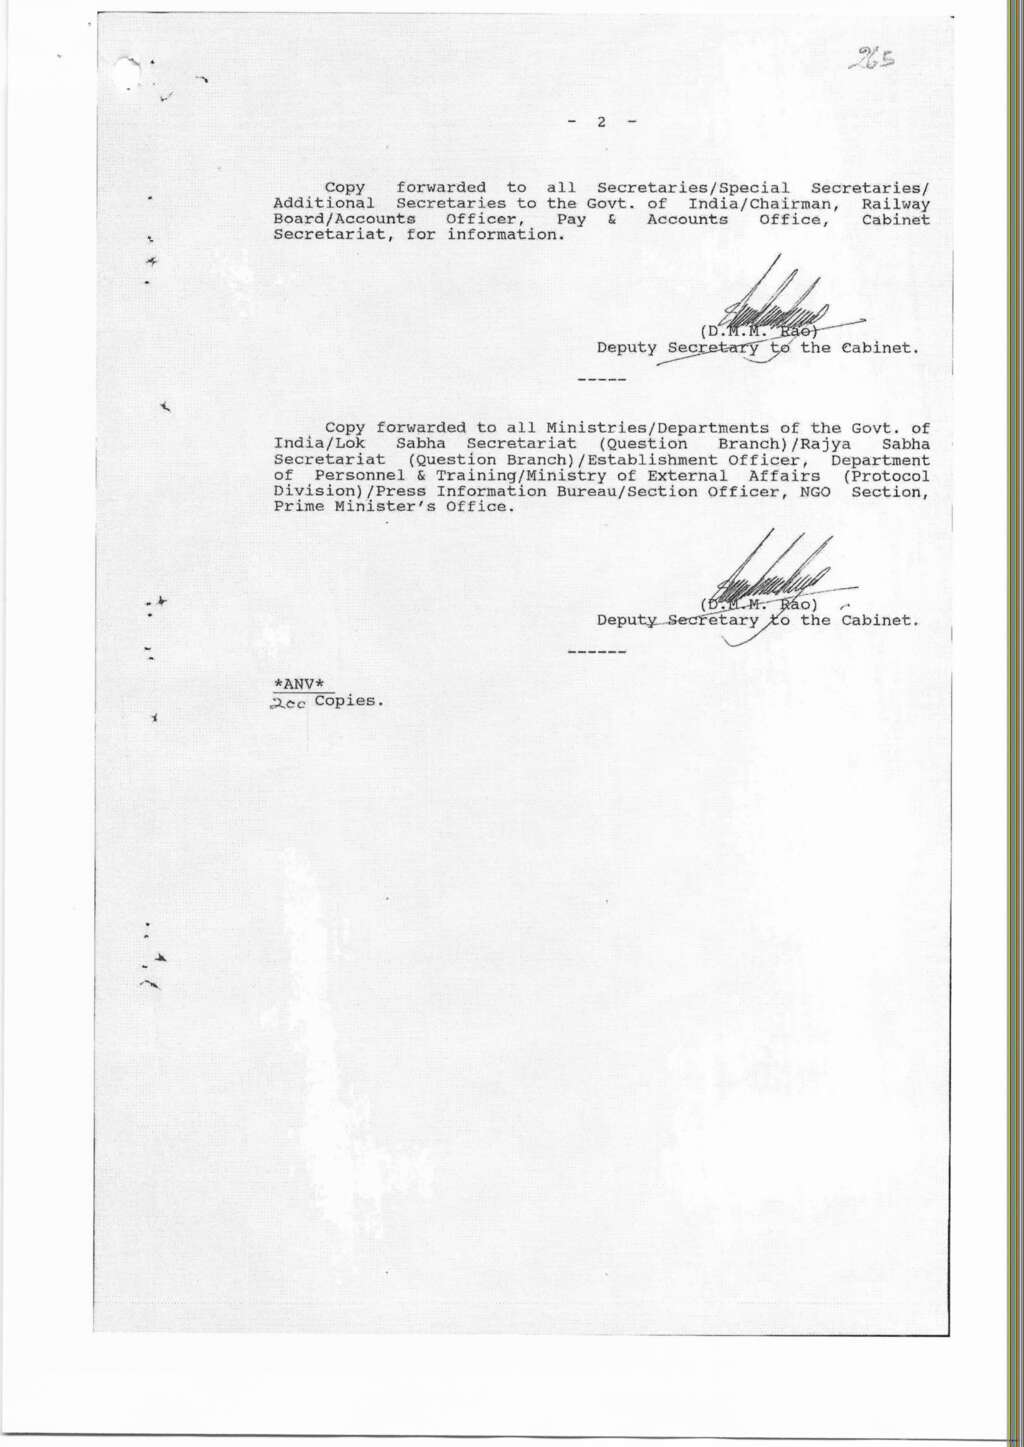 265
- 2 -
Copy forwarded to all Secretaries/Special Secretaries/
Additional Secretaries to the Govt. of India/Chairman, Railway
Board/Accounts Officer, Pay & Accounts Office, Cabinet
Secretariat, for information.
(D.M.M. Rao)
Deputy Secretary to the Cabinet.
-----
Copy forwarded to all Ministries/Departments of the Govt. of
India/Lok Sabha Secretariat (Question Branch)/Rajya Sabha
Secretariat (Question Branch)/Establishment Officer, Department
of Personnel & Training/Ministry of External Affairs (Protocol
Division)/Press Information Bureau/Section Officer, NGO Section,
Prime Minister's Office.
(D.M.M. Rao)
Deputy Secretary to the Cabinet.
------
*ANV*
200 Copies.